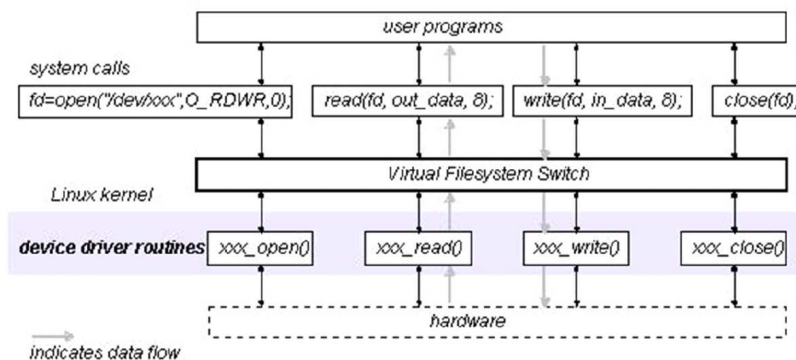 user programs
system calls
fd=open("/dev/xxx",O_RDWR,0);
read(fd, out_data, 8);
write(fd, in_data, 8);
close(fd)
Virtual Filesystem Switch
Linux kernel
device driver routines
xxx_open()
xxx_read()
xxx_write()
xxx_close()
hardware
indicates data flow